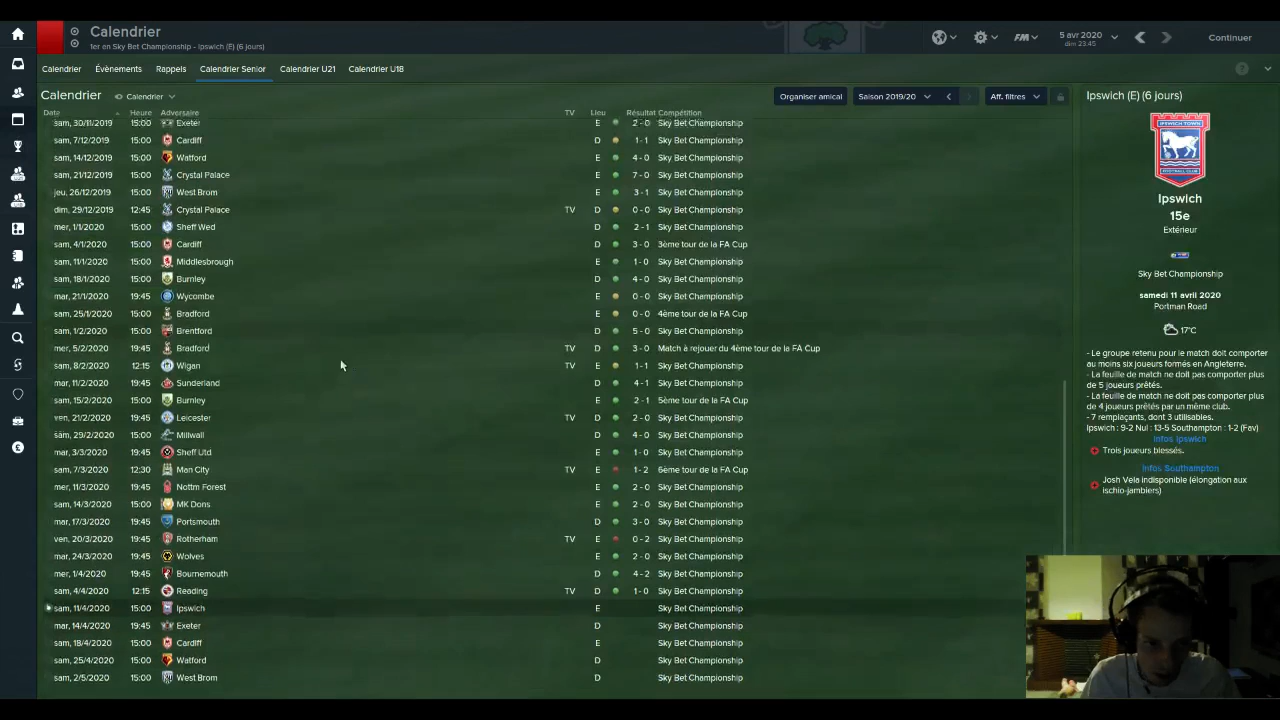 Calendrier
1er en Sky Bet Championship - Ipswich (E) (6 jours)
FM
5 avr 2020
dim 23:45
Continuer
Calendrier Évènements Rappels Calendrier Senior Calendrier U21 Calendrier U18
Calendrier Calendrier Organiser amical Saison 2019/20 Aff. filtres
Date Heure Adversaire TV Lieu Résultat Compétition
sam, 30/11/2019 15:00 Exeter E 2-0 Sky Bet Championship
sam, 7/12/2019 15:00 Cardiff D 1-1 Sky Bet Championship
sam, 14/12/2019 15:00 Watford E 4-0 Sky Bet Championship
sam, 21/12/2019 15:00 Crystal Palace E 7-0 Sky Bet Championship
jeu, 26/12/2019 15:00 West Brom E 3-1 Sky Bet Championship
dim, 29/12/2019 12:45 Crystal Palace TV D 0-0 Sky Bet Championship
mer, 1/1/2020 15:00 Sheff Wed D 2-1 Sky Bet Championship
sam, 4/1/2020 15:00 Cardiff D 3-0 3ème tour de la FA Cup
sam, 11/1/2020 15:00 Middlesbrough E 1-0 Sky Bet Championship
sam, 18/1/2020 15:00 Burnley D 4-0 Sky Bet Championship
mar, 21/1/2020 19:45 Wycombe E 0-0 Sky Bet Championship
sam, 25/1/2020 15:00 Bradford E 0-0 4ème tour de la FA Cup
sam, 1/2/2020 15:00 Brentford D 5-0 Sky Bet Championship
mer, 5/2/2020 19:45 Bradford TV D 3-0 Match à rejouer du 4ème tour de la FA Cup
sam, 8/2/2020 12:15 Wigan TV E 1-1 Sky Bet Championship
mar, 11/2/2020 19:45 Sunderland D 4-1 Sky Bet Championship
sam, 15/2/2020 15:00 Burnley E 2-1 5ème tour de la FA Cup
ven, 21/2/2020 19:45 Leicester TV D 2-0 Sky Bet Championship
sam, 29/2/2020 15:00 Millwall D 4-0 Sky Bet Championship
mar, 3/3/2020 19:45 Sheff Utd E 1-0 Sky Bet Championship
sam, 7/3/2020 12:30 Man City TV E 1-2 6ème tour de la FA Cup
mer, 11/3/2020 19:45 Nottm Forest E 2-0 Sky Bet Championship
sam, 14/3/2020 15:00 MK Dons E 2-0 Sky Bet Championship
mar, 17/3/2020 19:45 Portsmouth D 3-0 Sky Bet Championship
ven, 20/3/2020 19:45 Rotherham TV E 0-2 Sky Bet Championship
mar, 24/3/2020 19:45 Wolves E 2-0 Sky Bet Championship
mer, 1/4/2020 19:45 Bournemouth D 4-2 Sky Bet Championship
sam, 4/4/2020 12:15 Reading TV D 1-0 Sky Bet Championship
sam, 11/4/2020 15:00 Ipswich E Sky Bet Championship
mar, 14/4/2020 19:45 Exeter D Sky Bet Championship
sam, 18/4/2020 15:00 Cardiff E Sky Bet Championship
sam, 25/4/2020 15:00 Watford D Sky Bet Championship
sam, 2/5/2020 15:00 West Brom D Sky Bet Championship
Ipswich (E) (6 jours)
IPSWICH TOWN
FOOTBALL CLUB
Ipswich
15e
Extérieur
Sky Bet Championship
samedi 11 avril 2020
Portman Road
17°C
- Le groupe retenu pour le match doit comporter
au moins six joueurs formés en Angleterre.
- La feuille de match ne doit pas comporter plus
de 5 joueurs prêtés.
- La feuille de match ne doit pas comporter plus
de 4 joueurs prêtés par un même club.
- 7 remplaçants, dont 3 utilisables.
Ipswich : 9-2 Nul : 13-5 Southampton : 1-2 (Fav)
Infos Ipswich
Trois joueurs blessés.
Infos Southampton
Josh Vela indisponible (élongation aux
ischio-jambiers)